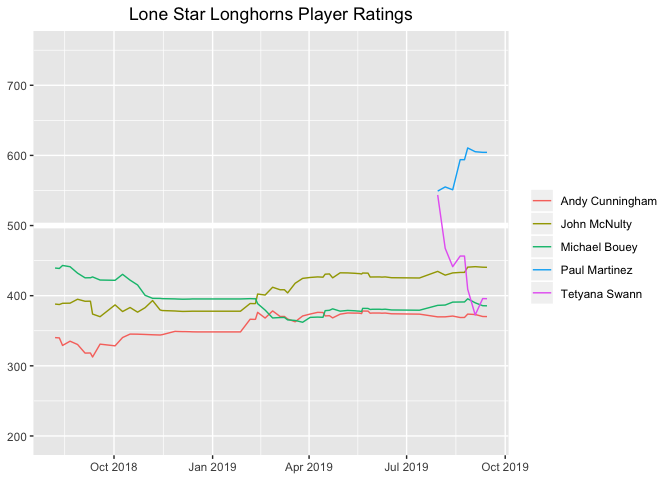 Lone Star Longhorns Player Ratings
700
600
500
400
300
200
Oct 2018
Jan 2019
Apr 2019
Jul 2019
Oct 2019
Andy Cunningham
John McNulty
Michael Bouey
Paul Martinez
Tetyana Swann